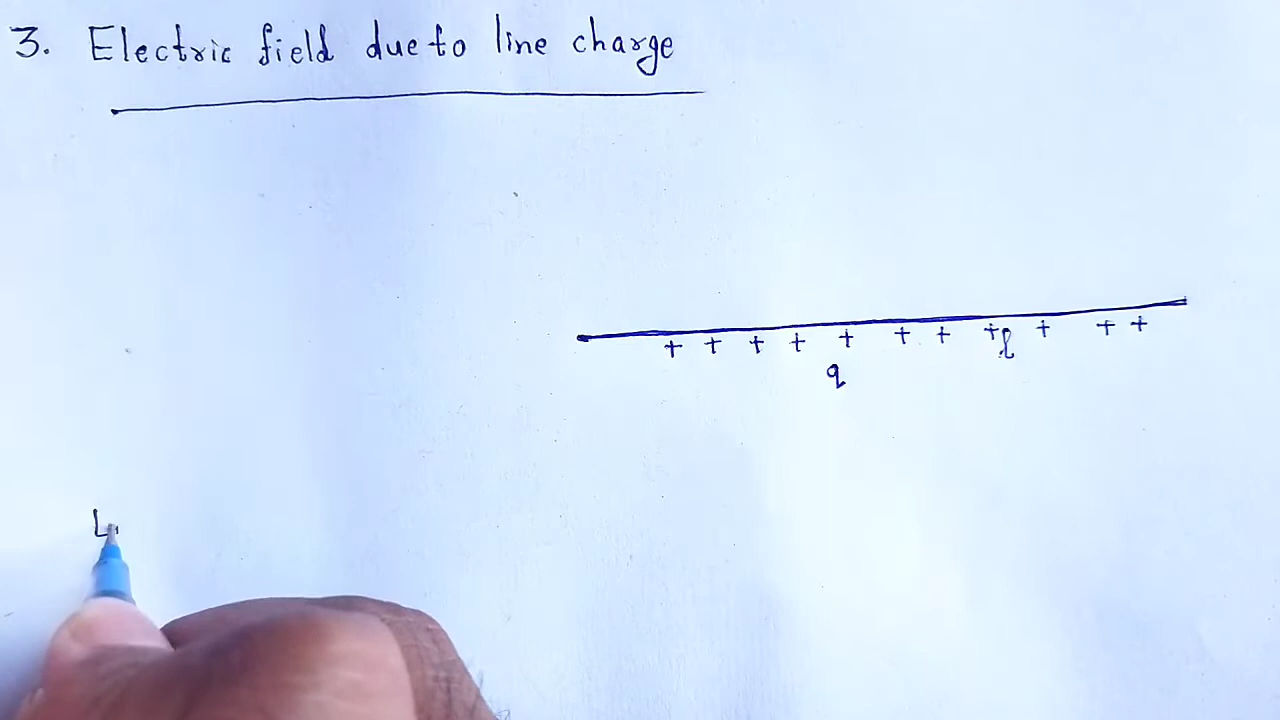 3. Electric field due to line charge
+ + + + + + + + + + +
l
q
L